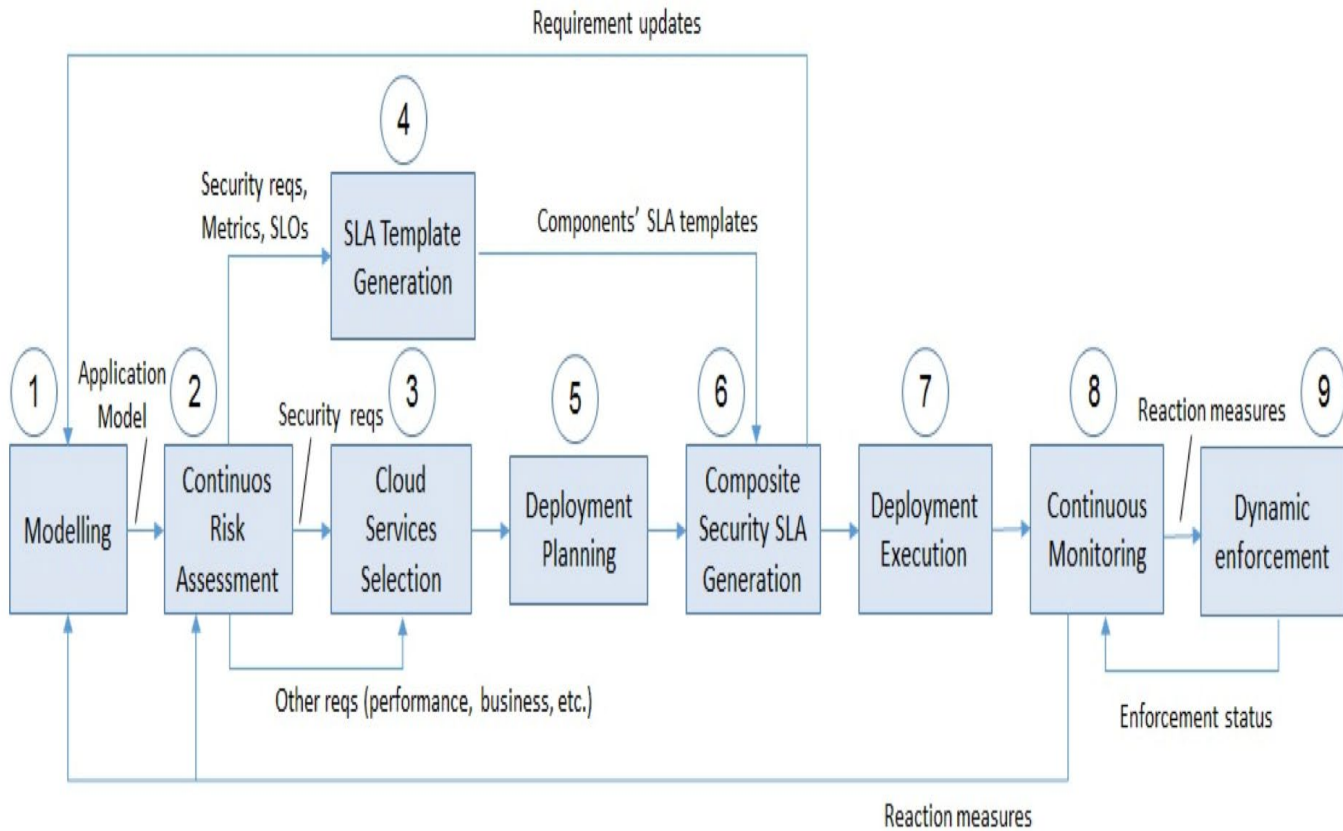 Requirement updates
4
Security reqs,
Metrics, SLOs
SLA Template
Generation
Components' SLA templates
1
Application
Model
2
Security reqs
3
5
6
7
8
Reaction measures
9
Modelling
Continuos
Risk
Assessment
Cloud
Services
Selection
Deployment
Planning
Composite
Security SLA
Generation
Deployment
Execution
Continuous
Monitoring
Dynamic
enforcement
Other reqs (performance, business, etc.)
Enforcement status
Reaction measures